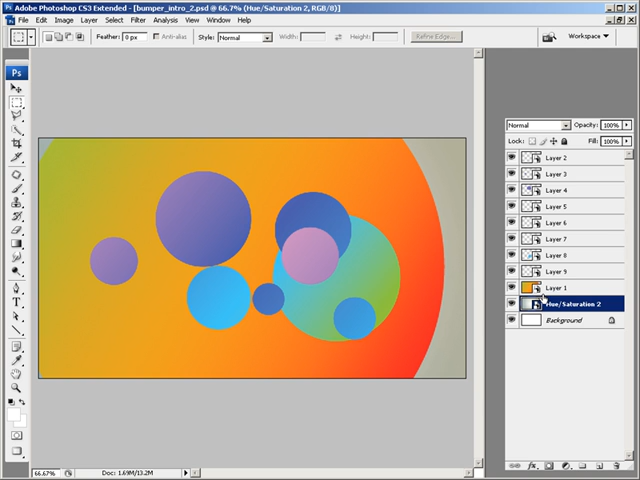 Adobe Photoshop CS3 Extended - [bumper_intro_2.psd @ 66.7% (Hue/Saturation 2, RGB/8)]
File Edit Image Layer Select Filter Analysis View Window Help
Feather: 0 px Anti-alias Style: Normal Width: Height: Refine Edge... Workspace
Ps
Normal Opacity: 100%
Lock: Fill: 100%
Layer 2
Layer 3
Layer 4
Layer 5
Layer 6
Layer 7
Layer 8
Layer 9
Layer 1
Hue/Saturation 2
Background
66.67% Doc: 1.69M/13.2M